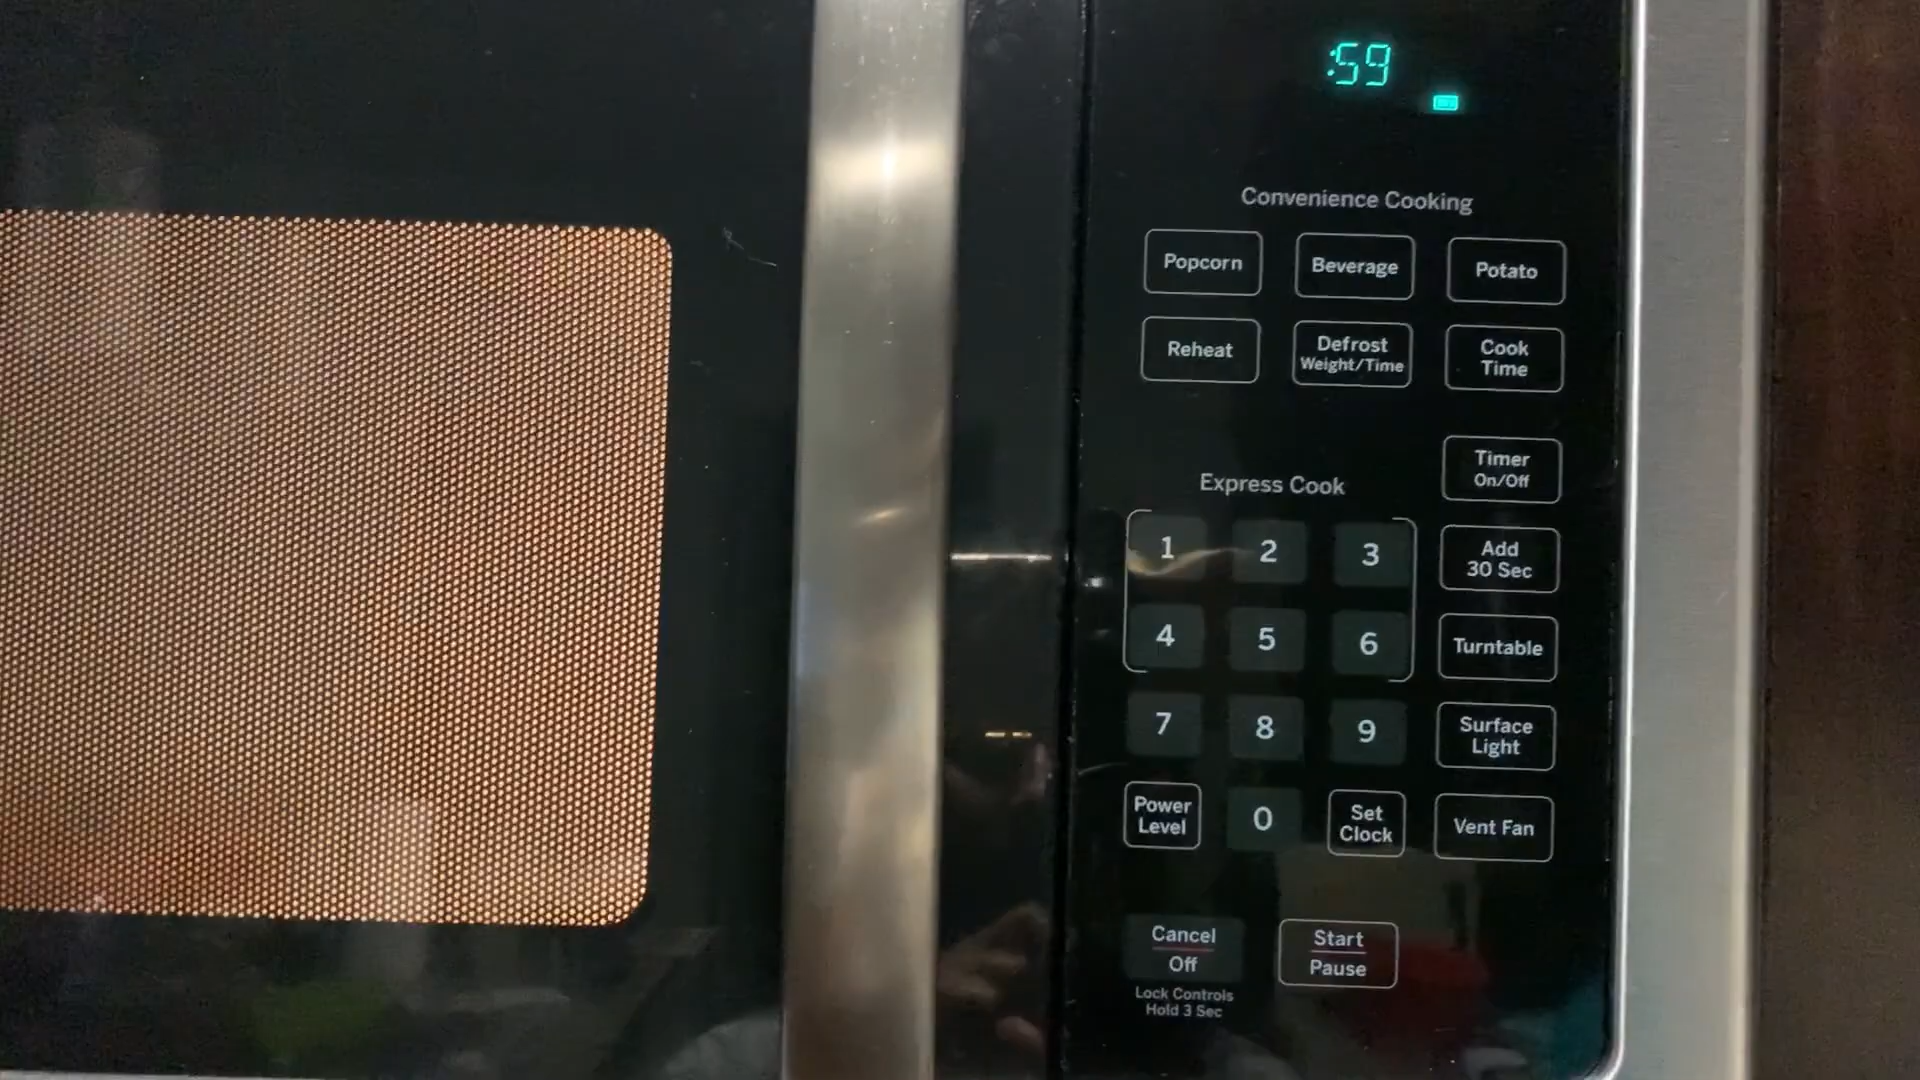 :59
Convenience Cooking
Popcorn
Beverage
Potato
Reheat
Defrost
Weight/Time
Cook
Time
Timer
On/Off
Express Cook
1 2 3
Add
30 Sec
4 5 6
Turntable
7 8 9
Surface
Light
Power
Level
0
Set
Clock
Vent Fan
Cancel
Off
Start
Pause
Lock Controls
Hold 3 Sec